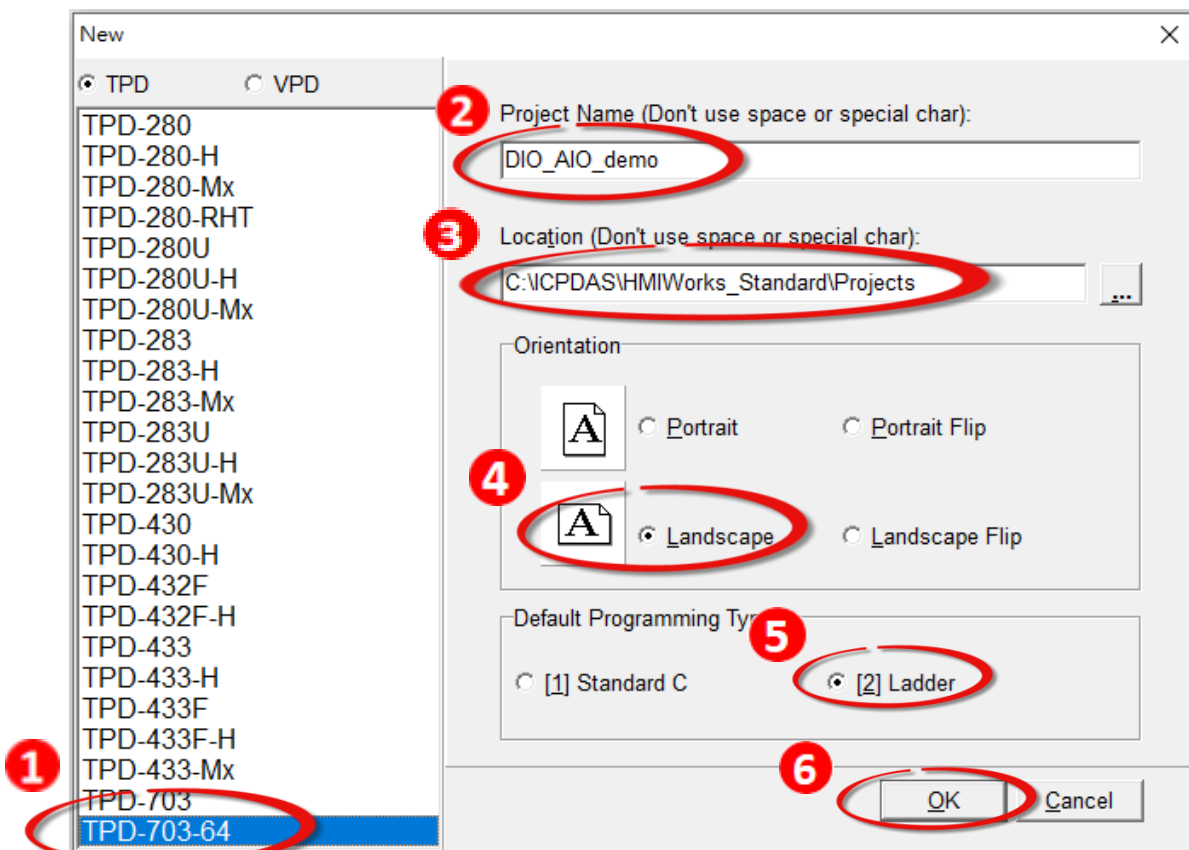 New
TPD
VPD
TPD-280
TPD-280-H
TPD-280-Mx
TPD-280-RHT
TPD-280U
TPD-280U-H
TPD-280U-Mx
TPD-283
TPD-283-H
TPD-283-Mx
TPD-283U
TPD-283U-H
TPD-283U-Mx
TPD-430
TPD-430-H
TPD-432F
TPD-432F-H
TPD-433
TPD-433-H
TPD-433F
TPD-433F-H
TPD-433-Mx
TPD-703
1
TPD-703-64
2
Project Name (Don't use space or special char):
DIO_AIO_demo
3
Location (Don't use space or special char):
C:\ICPDAS\HMIWorks_Standard\Projects
...
Orientation
A
Portrait
Portrait Flip
4
A
Landscape
Landscape Flip
Default Programming Typ
5
[1] Standard C
[2] Ladder
6
OK
Cancel